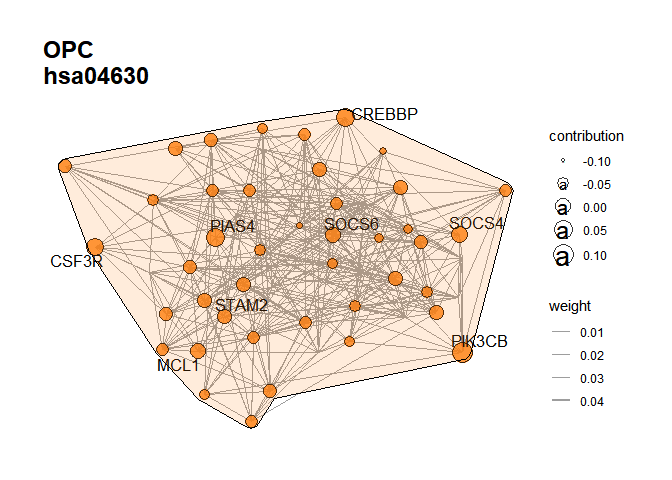 OPC
hsa04630
CREBBP
PIAS4
SOCS6
SOCS4
CSF3R
STAM2
PIK3CB
MCL1
contribution
-0.10
a -0.05
a 0.00
a 0.05
a 0.10
weight
0.01
0.02
0.03
0.04